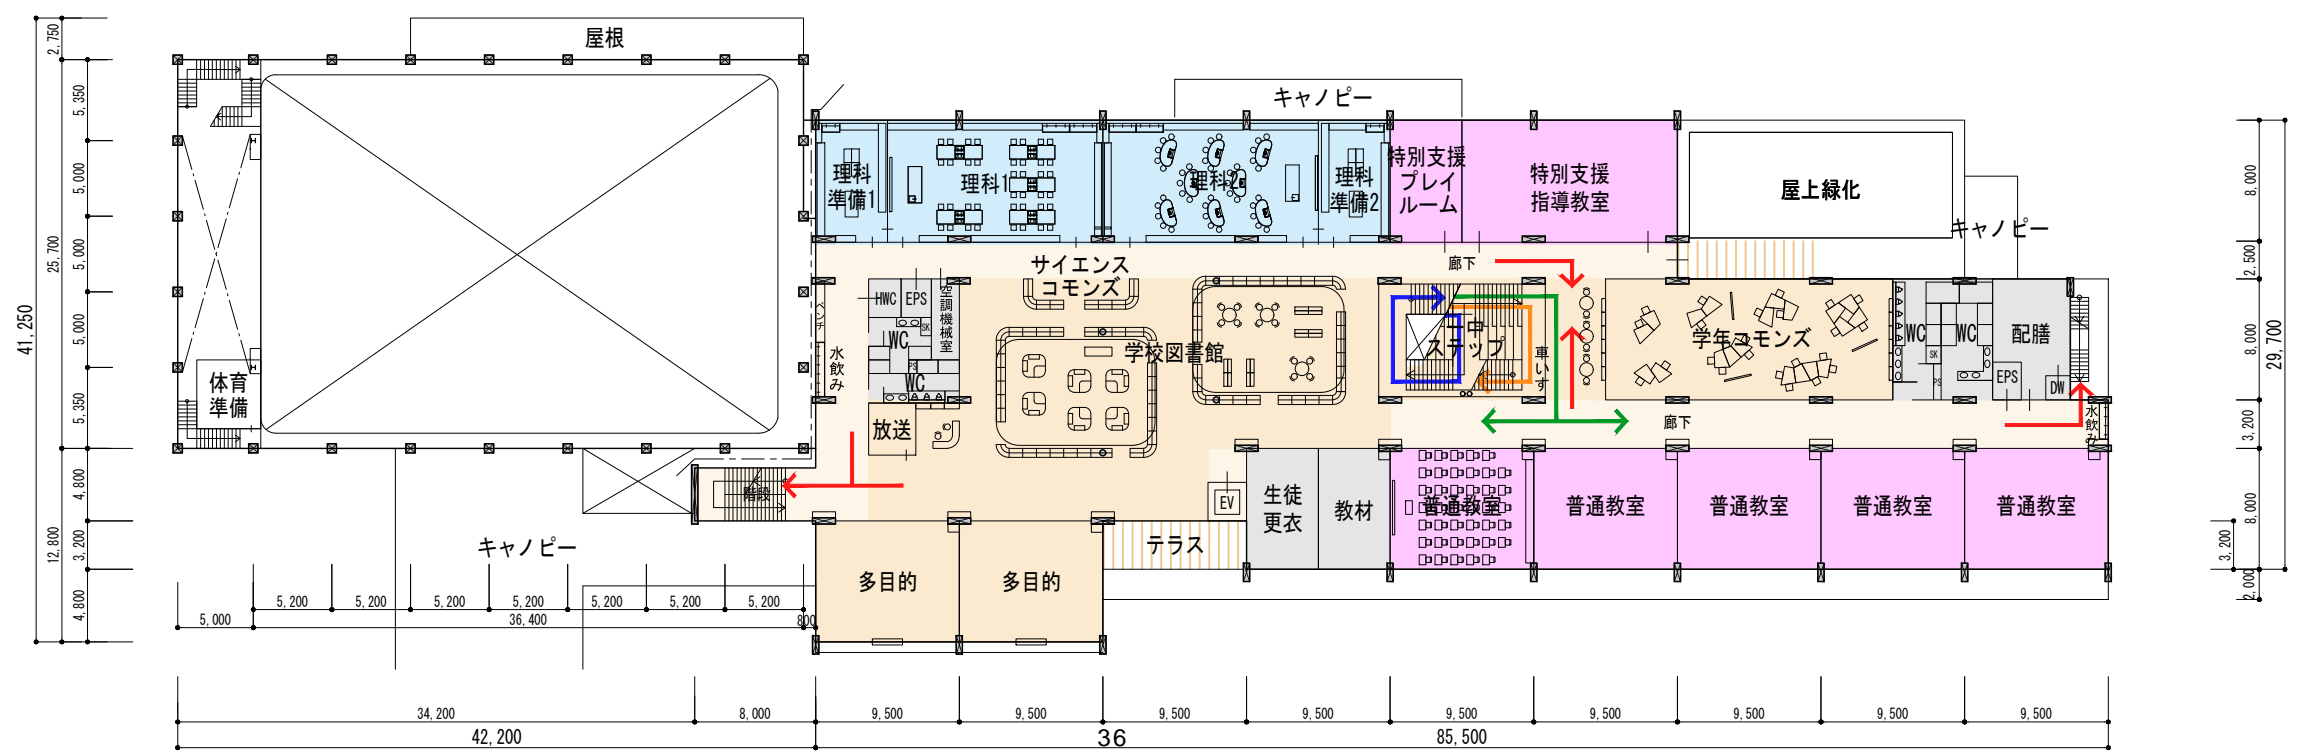 屋根
キャノピー
理科
準備1
理科1
理科2
理科
準備2
特別支援
プレイ
ルーム
特別支援
指導教室
屋上緑化
キャノピー
サイエンス
コモンズ
廊下
HWC
EPS
空調機械室
SK
WC
PS
WC
ベンチ
水飲み
学校図書館
ステップ
車いす
学年コモンズ
WC
WC
SK
PS
配膳
EPS
DW
水飲み
体育
準備
放送
廊下
階段
EV
生徒
更衣
教材
普通教室
普通教室
普通教室
普通教室
普通教室
キャノピー
テラス
多目的
多目的
2,750
5,350
5,000
5,000
5,000
5,350
4,800
3,200
4,800
25,700
12,800
41,250
8,000
2,500
8,000
3,200
8,000
2,000
3,200
29,700
5,200
5,200
5,200
5,200
5,200
5,200
5,200
5,000
36,400
800
34,200
8,000
9,500
9,500
9,500
9,500
9,500
9,500
9,500
9,500
9,500
42,200
36
85,500